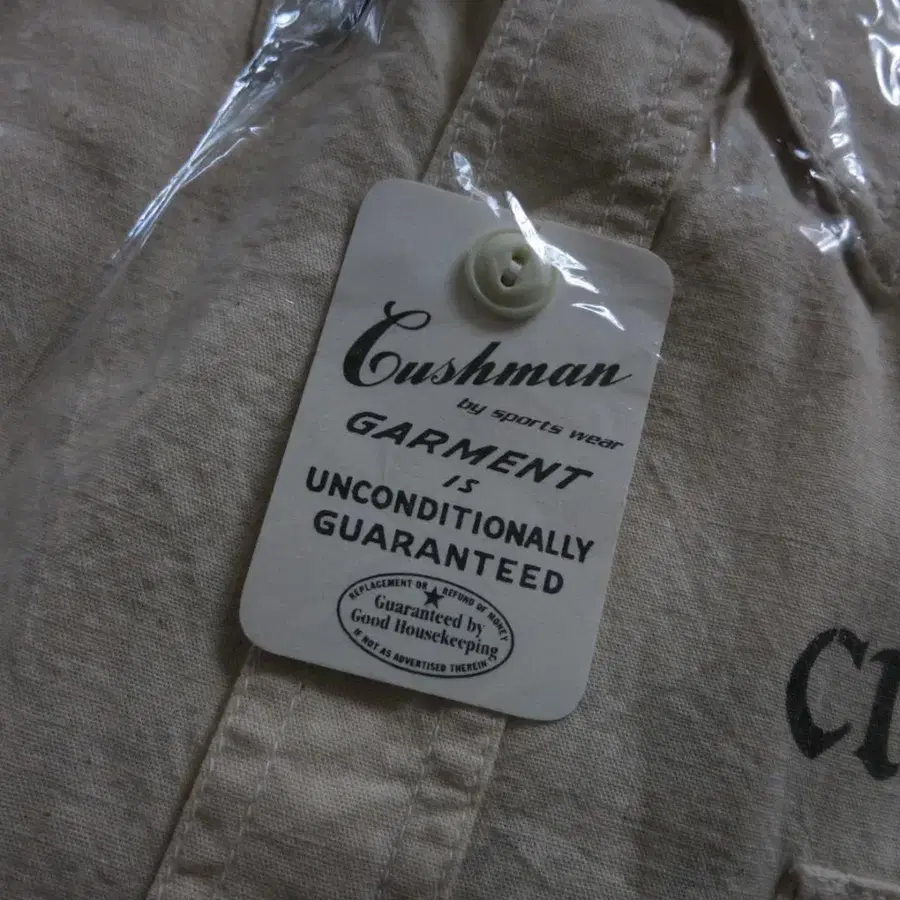 Cushman
by sports wear
GARMENT
IS
UNCONDITIONALLY
GUARANTEED
REPLACEMENT OR REFUND OF MONEY
Guaranteed by
Good Housekeeping
IF NOT AS ADVERTISED THEREIN